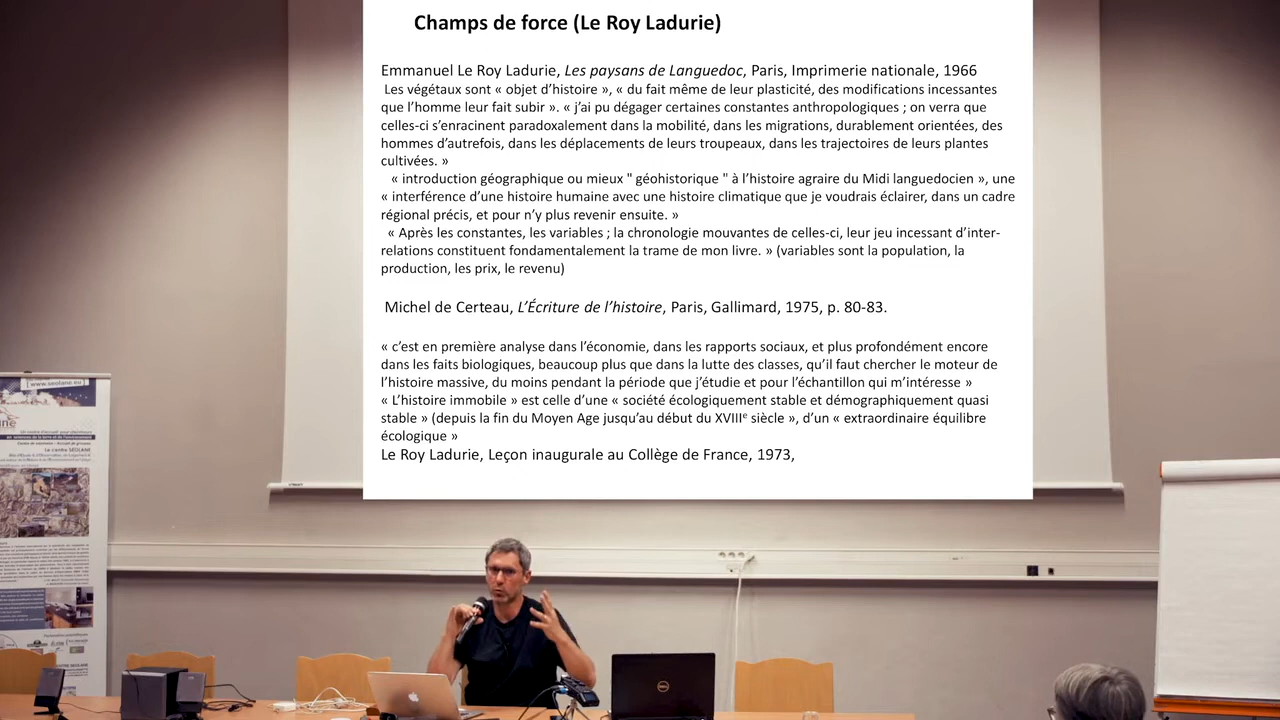 Champs de force (Le Roy Ladurie)
Emmanuel Le Roy Ladurie, Les paysans de Languedoc, Paris, Imprimerie nationale, 1966
Les végétaux sont « objet d’histoire », « du fait même de leur plasticité, des modifications incessantes
que l’homme leur fait subir ». « j’ai pu dégager certaines constantes anthropologiques ; on verra que
celles-ci s’enracinent paradoxalement dans la mobilité, dans les migrations, durablement orientées, des
hommes d’autrefois, dans les déplacements de leurs troupeaux, dans les trajectoires de leurs plantes
cultivées. »
« introduction géographique ou mieux " géohistorique " à l’histoire agraire du Midi languedocien », une
« interférence d’une histoire humaine avec une histoire climatique que je voudrais éclairer, dans un cadre
régional précis, et pour n’y plus revenir ensuite. »
« Après les constantes, les variables ; la chronologie mouvantes de celles-ci, leur jeu incessant d’inter-
relations constituent fondamentalement la trame de mon livre. » (variables sont la population, la
production, les prix, le revenu)
Michel de Certeau, L’Écriture de l’histoire, Paris, Gallimard, 1975, p. 80-83.
« c’est en première analyse dans l’économie, dans les rapports sociaux, et plus profondément encore
dans les faits biologiques, beaucoup plus que dans la lutte des classes, qu’il faut chercher le moteur de
l’histoire massive, du moins pendant la période que j’étudie et pour l’échantillon qui m’intéresse »
« L’histoire immobile » est celle d’une « société écologiquement stable et démographiquement quasi
stable » (depuis la fin du Moyen Age jusqu’au début du XVIIIe siècle », d’un « extraordinaire équilibre
écologique »
Le Roy Ladurie, Leçon inaugurale au Collège de France, 1973,
[www.seolane.eu]
Le centre SEOLANE
DELL